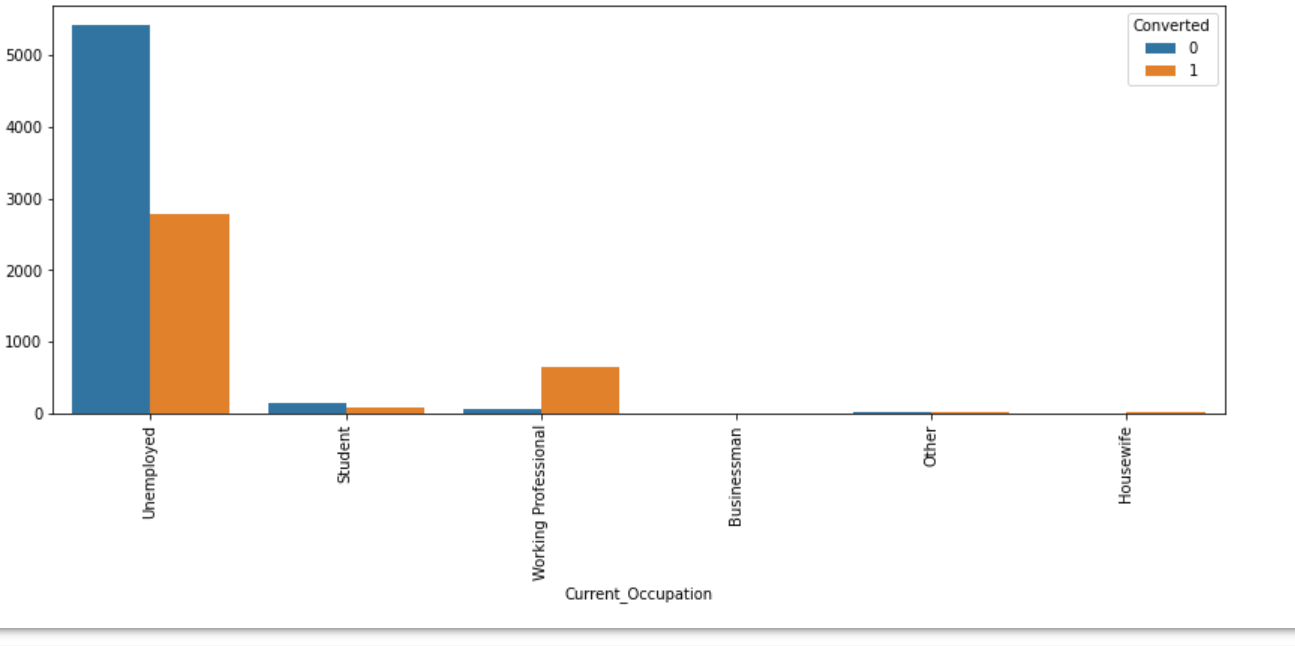 Converted
0
1
5000
4000
3000
2000
1000
0
Unemployed
Student
Working Professional
Businessman
Other
Housewife
Current_Occupation